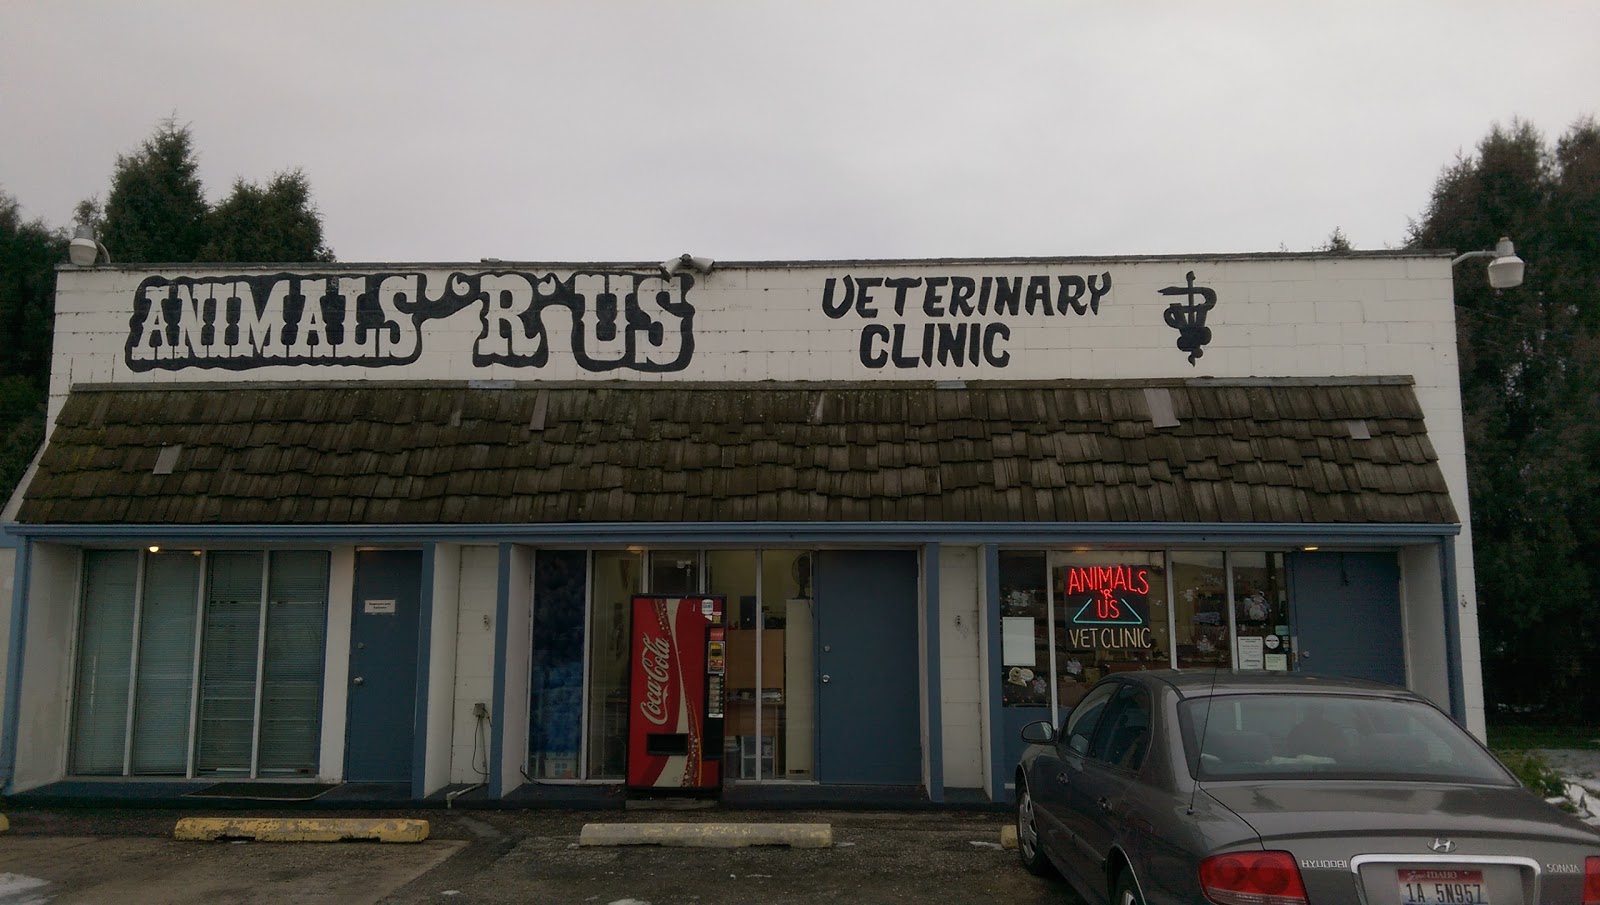 ANIMALS "R" US
VETERINARY
CLINIC
V
Coca-Cola
ANIMALS
R
US
VET CLINIC
HYUNDAI
SONATA
IDAHO
1A 5N957